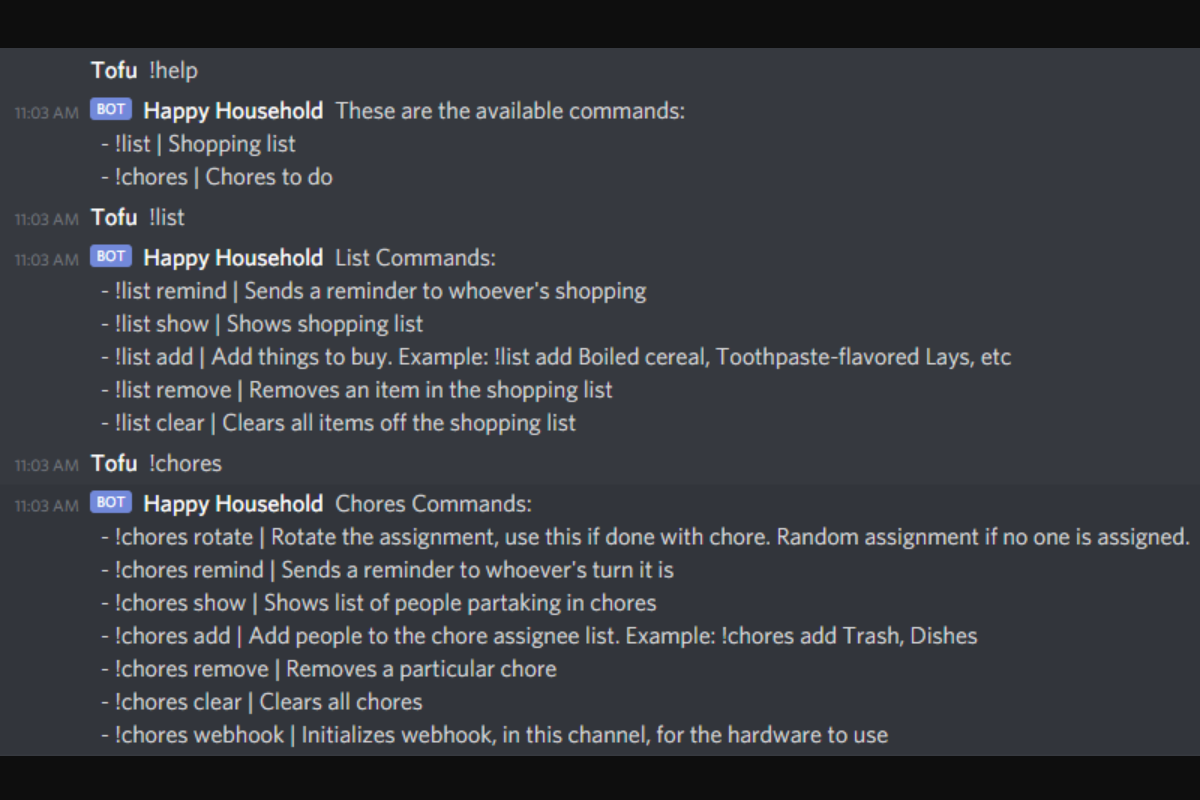 Tofu !help
11:03 AM BOT Happy Household These are the available commands:
- !list | Shopping list
- !chores | Chores to do
11:03 AM Tofu !list
11:03 AM BOT Happy Household List Commands:
- !list remind | Sends a reminder to whoever's shopping
- !list show | Shows shopping list
- !list add | Add things to buy. Example: !list add Boiled cereal, Toothpaste-flavored Lays, etc
- !list remove | Removes an item in the shopping list
- !list clear | Clears all items off the shopping list
11:03 AM Tofu !chores
11:03 AM BOT Happy Household Chores Commands:
- !chores rotate | Rotate the assignment, use this if done with chore. Random assignment if no one is assigned.
- !chores remind | Sends a reminder to whoever's turn it is
- !chores show | Shows list of people partaking in chores
- !chores add | Add people to the chore assignee list. Example: !chores add Trash, Dishes
- !chores remove | Removes a particular chore
- !chores clear | Clears all chores
- !chores webhook | Initializes webhook, in this channel, for the hardware to use